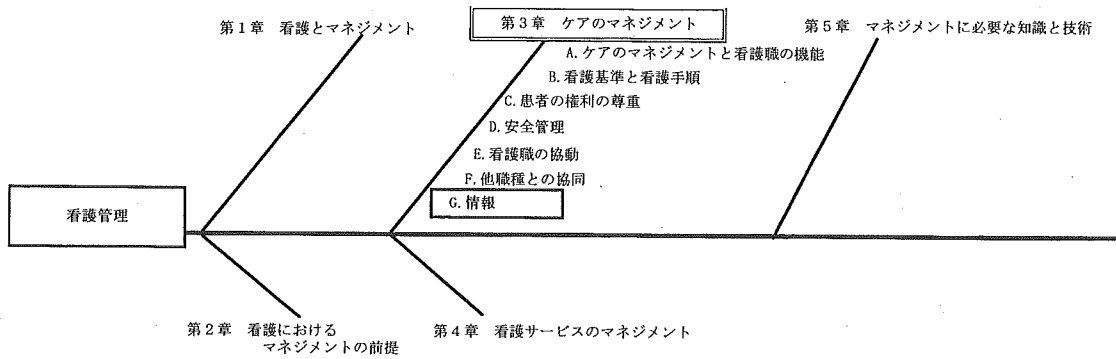 第1章 看護とマネジメント
第3章 ケアのマネジメント
A.ケアのマネジメントと看護職の機能
B.看護基準と看護手順
C.患者の権利の尊重
D.安全管理
E.看護職の協動
F.他職種との協同
G.情報
第5章 マネジメントに必要な知識と技術
看護管理
第2章 看護における
マネジメントの前提
第4章 看護サービスのマネジメント